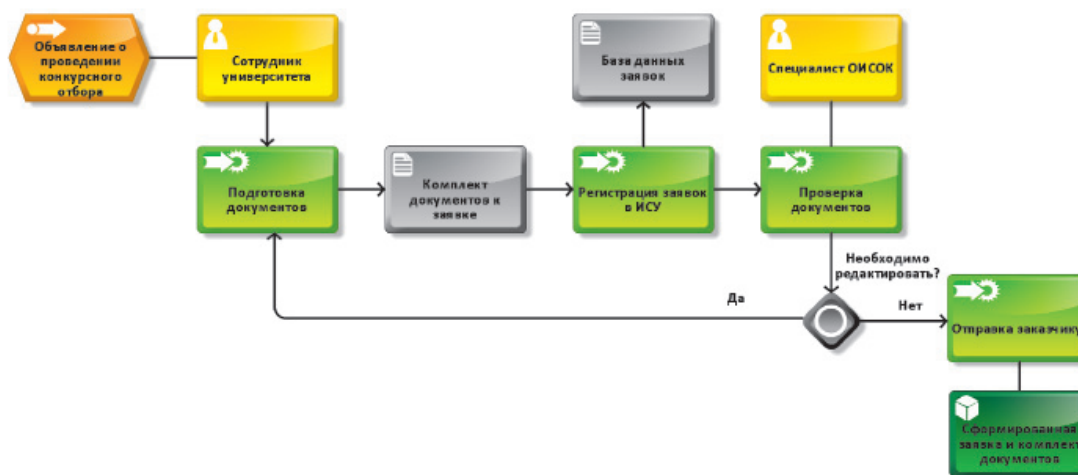 Объявление о
проведении
конкурсного
отбора
Сотрудник
университета
База данных
заявок
Специалист ОИСОК
Подготовка
документов
Комплект
документов к
заявке
Регистрация заявок
в ИСУ
Проверка
документов
Необходимо
редактировать?
Да
Нет
Отправка заказчику
Сформированная
заявка и комплект
документов